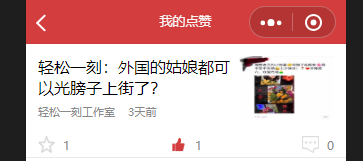 我的点赞
轻松一刻：外国的姑娘都可
以光膀子上街了？
轻松一刻工作室 3天前
1 1 0